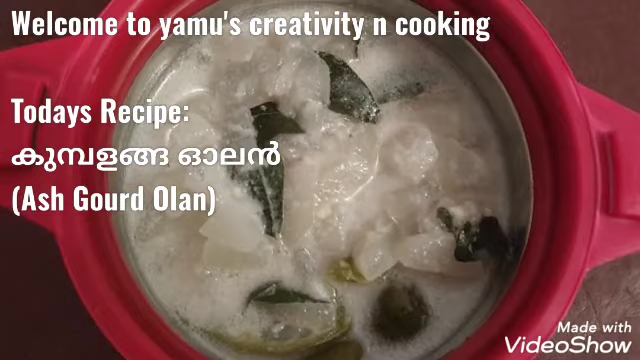 Welcome to yamu's creativity n cooking
Todays Recipe:
കുമ്പളങ്ങ ഓലൻ
(Ash Gourd Olan)
Made with
VideoShow